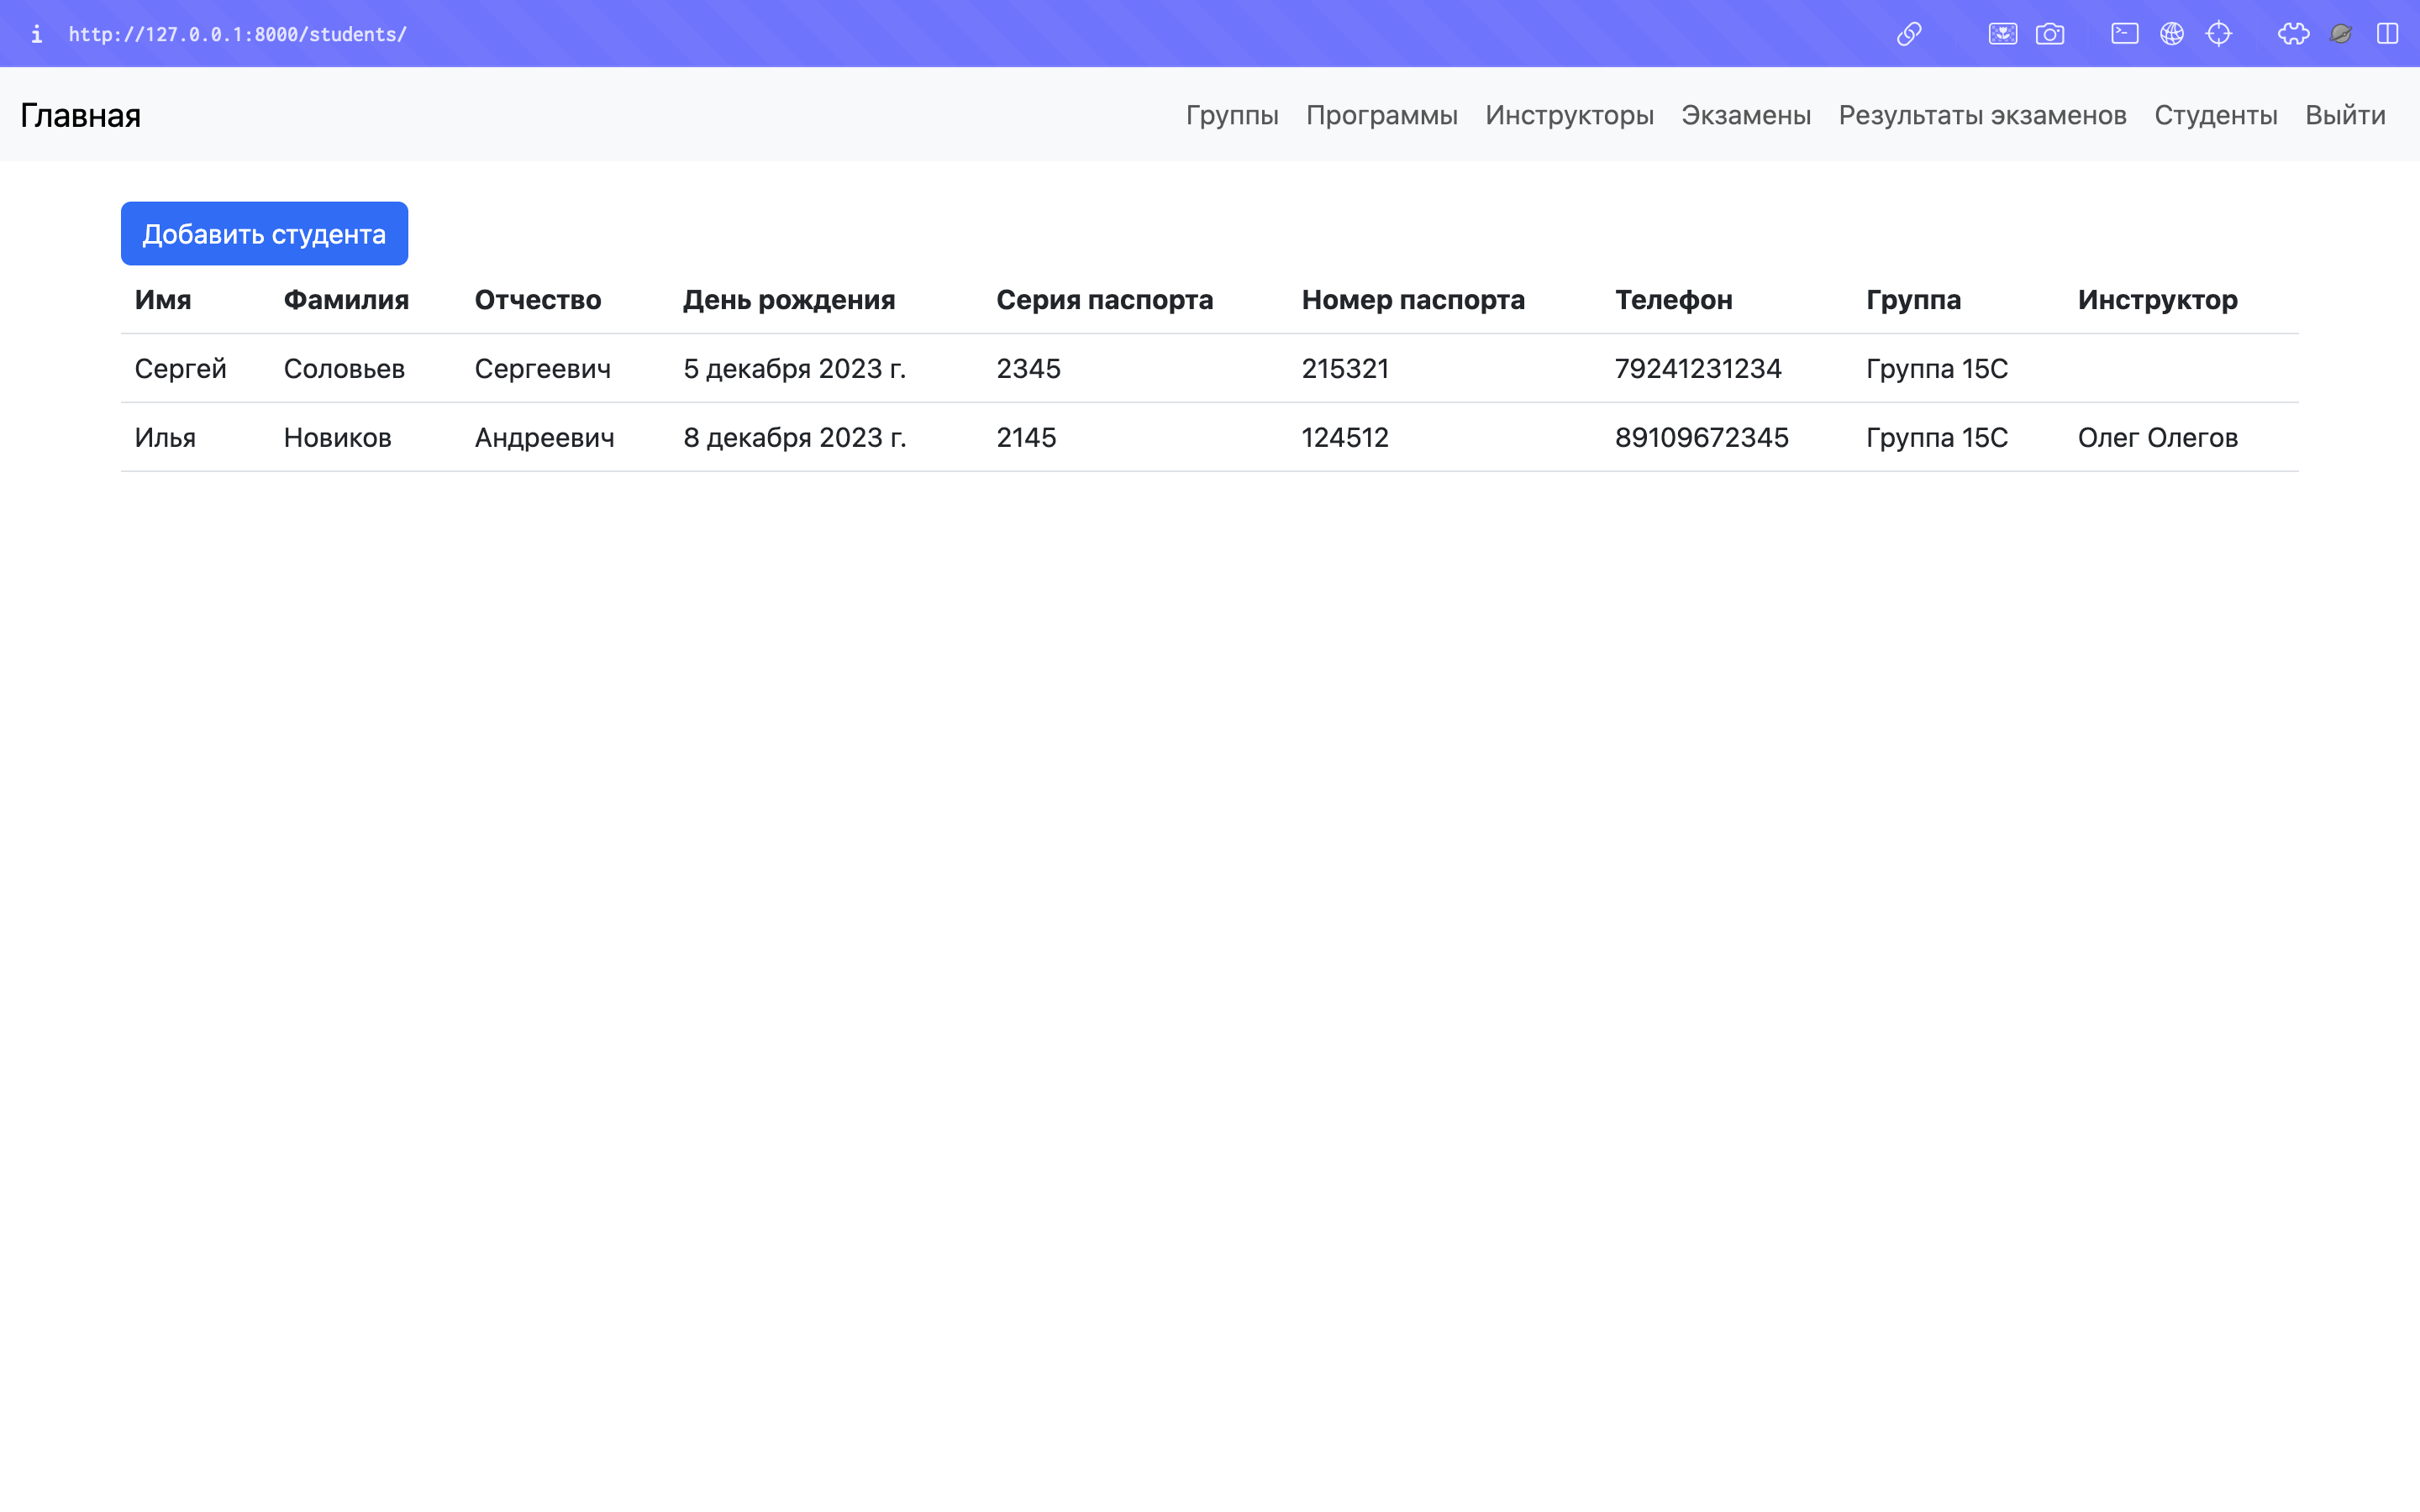 i http://127.0.0.1:8000/students/
Главная Группы Программы Инструкторы Экзамены Результаты экзаменов Студенты Выйти
Добавить студента
Имя Фамилия Отчество День рождения Серия паспорта Номер паспорта Телефон Группа Инструктор
Сергей Соловьев Сергеевич 5 декабря 2023 г. 2345 215321 79241231234 Группа 15С
Илья Новиков Андреевич 8 декабря 2023 г. 2145 124512 89109672345 Группа 15С Олег Олегов